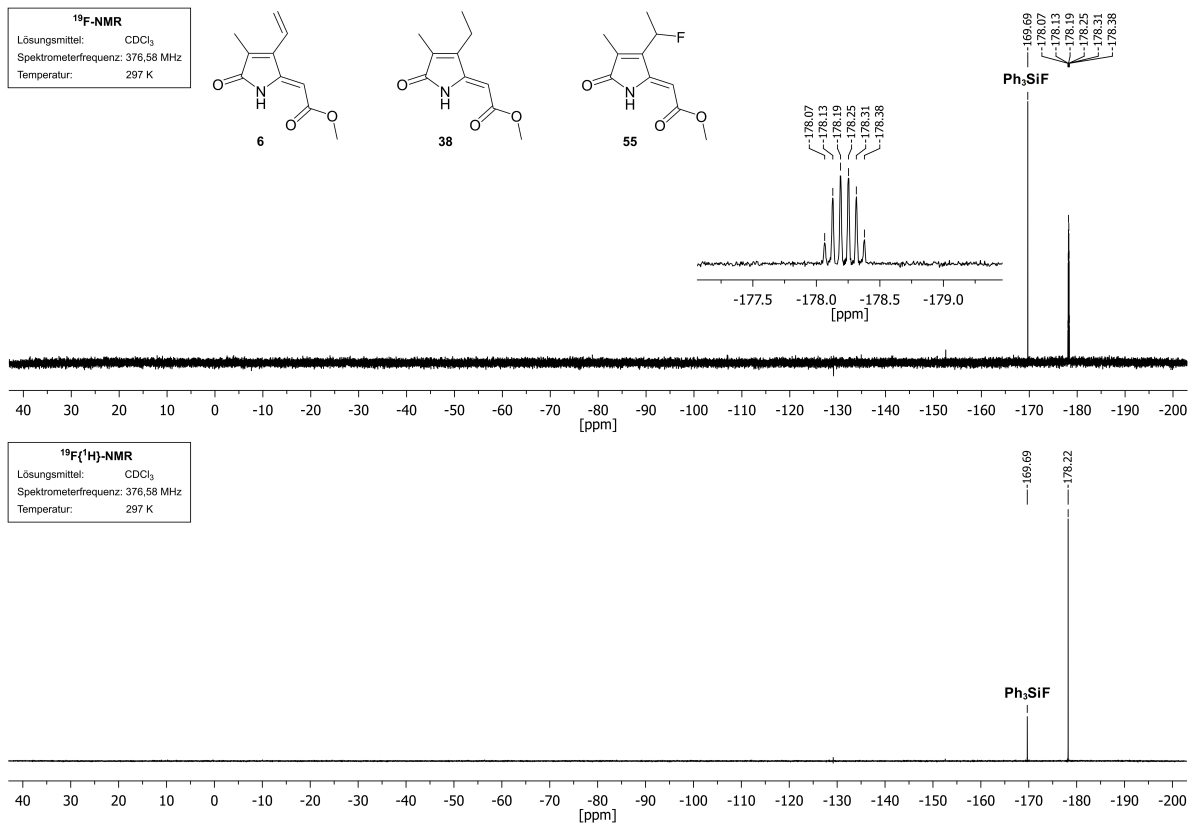 ¹⁹F-NMR
Lösungsmittel: CDCl₃
Spektrometerfrequenz: 376,58 MHz
Temperatur: 297 K
O
NH
O
O
6
O
NH
O
O
38
F
O
NH
O
O
55
-169.69
-178.07
-178.13
-178.19
-178.25
-178.31
-178.38
Ph₃SiF
-178.07
-178.13
-178.19
-178.25
-178.31
-178.38
-177.5 -178.0 -178.5 -179.0
[ppm]
40 30 20 10 0 -10 -20 -30 -40 -50 -60 -70 -80 -90 -100 -110 -120 -130 -140 -150 -160 -170 -180 -190 -200
[ppm]
¹⁹F{¹H}-NMR
Lösungsmittel: CDCl₃
Spektrometerfrequenz: 376,58 MHz
Temperatur: 297 K
-169.69
-178.22
Ph₃SiF
40 30 20 10 0 -10 -20 -30 -40 -50 -60 -70 -80 -90 -100 -110 -120 -130 -140 -150 -160 -170 -180 -190 -200
[ppm]